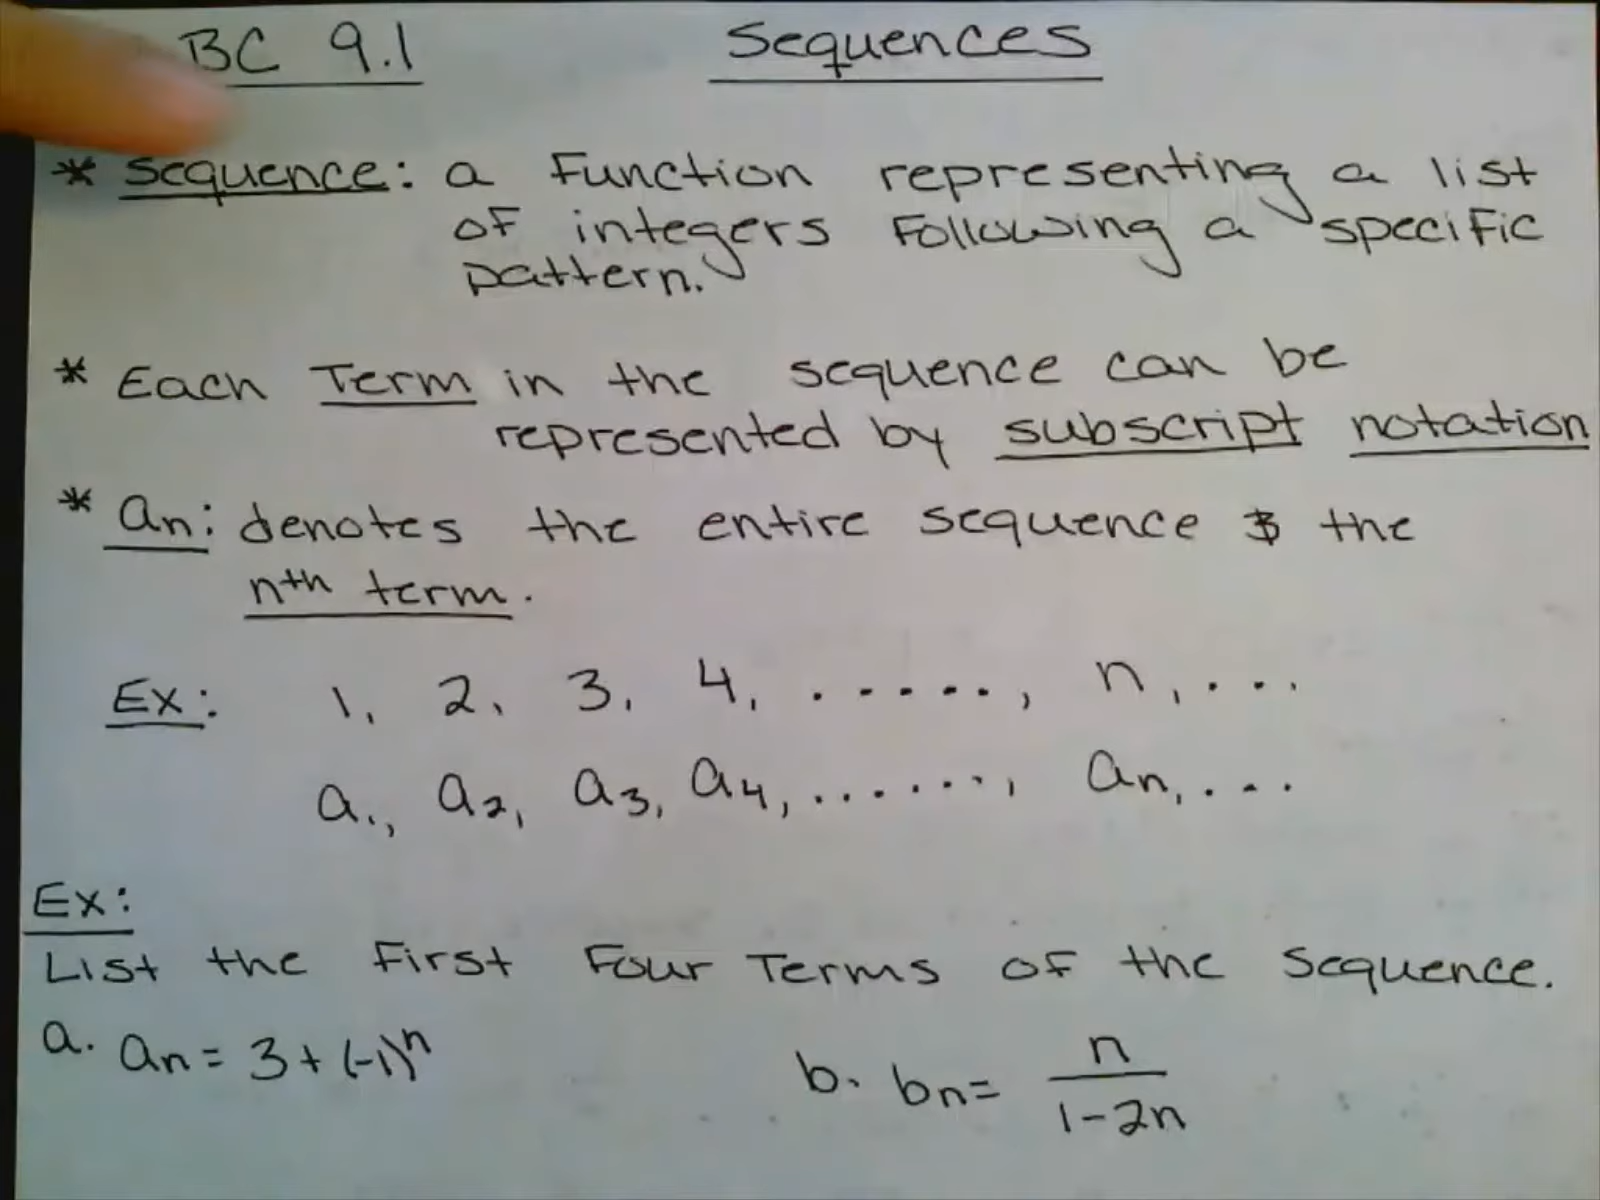 BC 9.1 Sequences
* Sequence: a function representing a list
of integers following a specific
pattern.
* Each Term in the sequence can be
represented by subscript notation
* an: denotes the entire sequence & the
nth term.
Ex: 1, 2, 3, 4, ......, n, ...
a1, a2, a3, a4, ......, an, ...
Ex:
List the First Four Terms of the Sequence.
a. an = 3 + (-1)^n
b. bn = n / (1-2n)